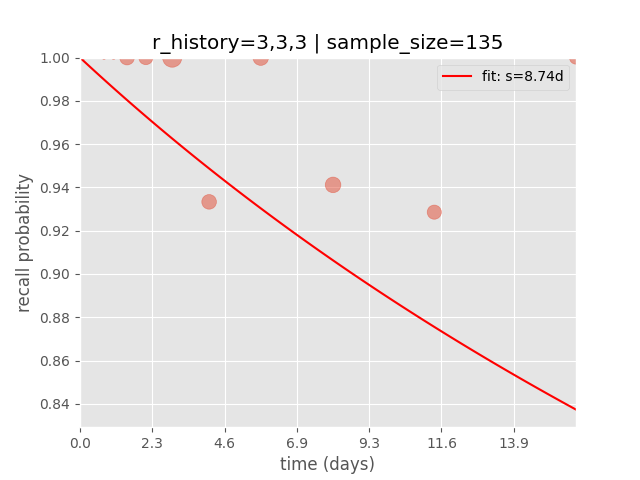 r_history=3,3,3 | sample_size=135
fit: s=8.74d
recall probability
1.00
0.98
0.96
0.94
0.92
0.90
0.88
0.86
0.84
0.0 2.3 4.6 6.9 9.3 11.6 13.9
time (days)